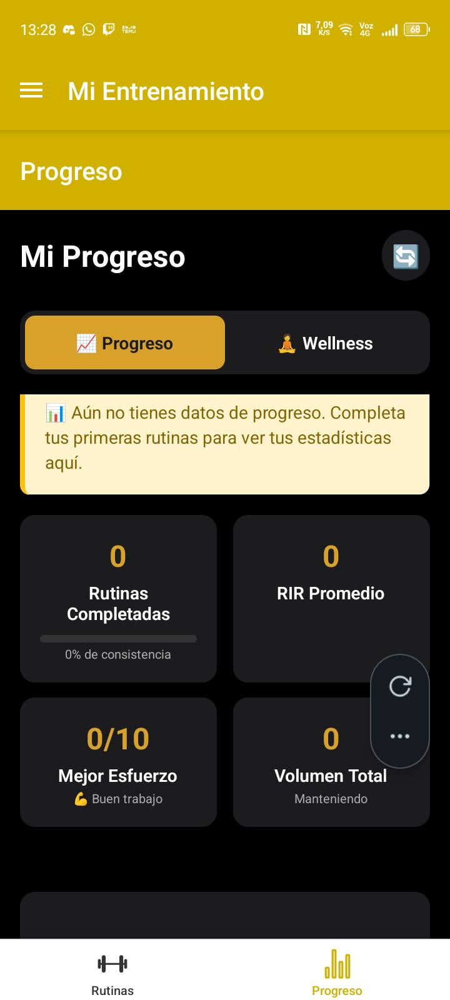 13:28
5%/@
TEMU
7,09
K/S
Voz
4G
68
Mi Entrenamiento
Progreso
Mi Progreso
Progreso
Wellness
Aún no tienes datos de progreso. Completa
tus primeras rutinas para ver tus estadísticas
aquí.
0
Rutinas
Completadas
0% de consistencia
0
RIR Promedio
0/10
Mejor Esfuerzo
Buen trabajo
0
Volumen Total
Manteniendo
Rutinas
Progreso